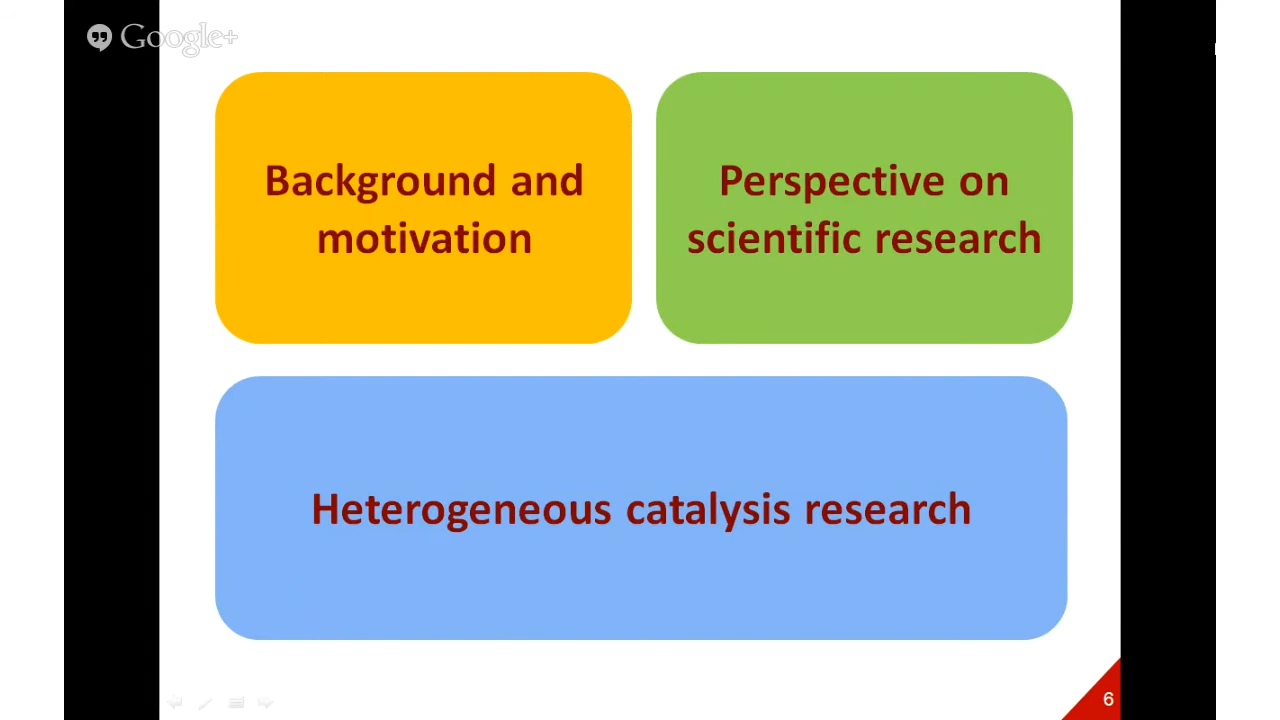 Google+
Background and
motivation
Perspective on
scientific research
Heterogeneous catalysis research
6